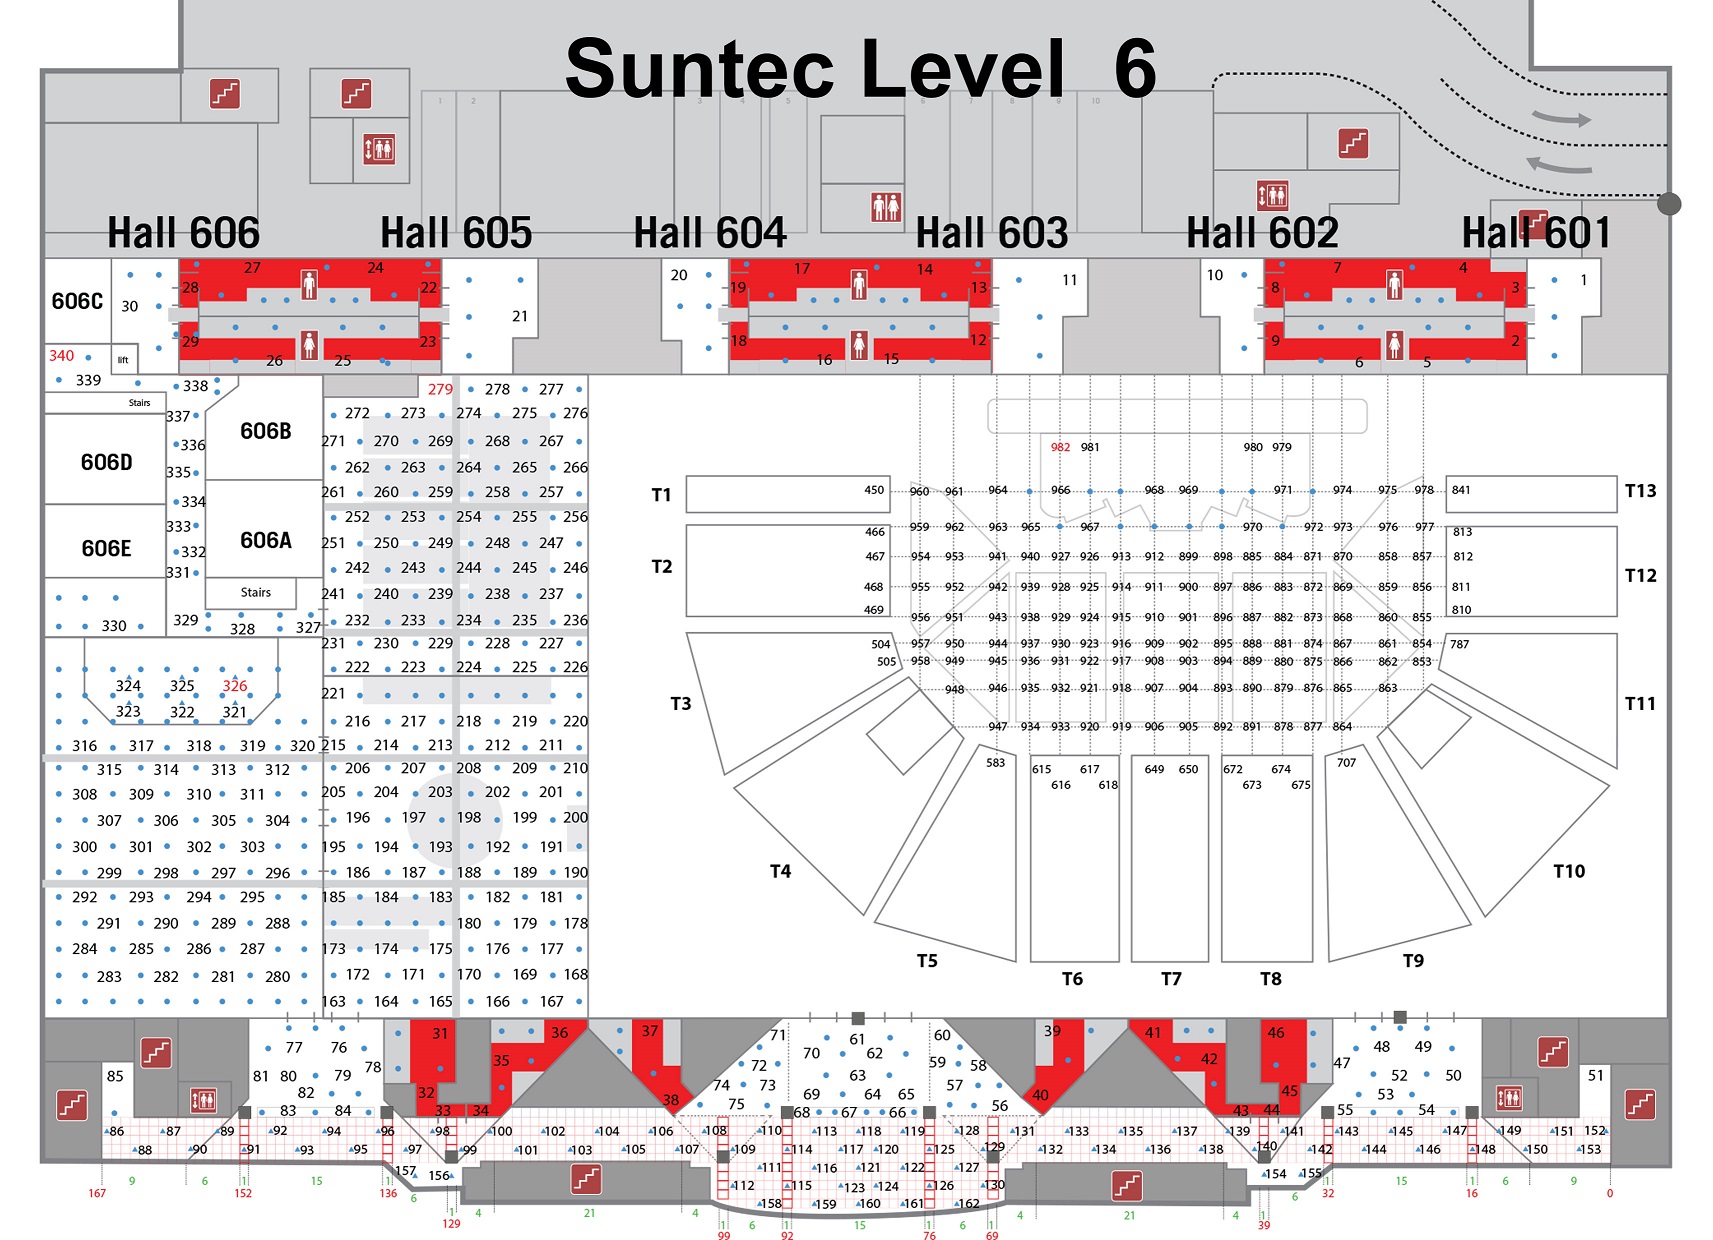 Suntec Level 6
1 2 3 4 5 6 7 8 9 10
Hall 606 Hall 605 Hall 604 Hall 603 Hall 602 Hall 601
27 24 20 17 14 11 10 7 4 1
606C 30 28 22 21 19 13 8 3
29 23 18 12 9 2
26 25 16 15 6 5
340 lift
339 338 279 278 277
Stairs
337 272 273 274 275 276
606B
336 271 270 269 268 267 982 981 980 979
606D
335 262 263 264 265 266
T1 450 960 961 964 966 968 969 971 974 975 978 841 T13
334 261 260 259 258 257
333 252 253 254 255 256
466 959 962 963 965 967 970 972 973 976 977 813
606E 606A
332 251 250 249 248 247
T2 467 954 953 941 940 927 926 913 912 899 898 885 884 871 870 858 857 812 T12
331 242 243 244 245 246
468 955 952 942 939 928 925 914 911 900 897 886 883 872 869 859 856 811
Stairs
241 240 239 238 237
469 956 951 943 938 929 924 915 910 901 896 887 882 873 868 860 855 810
330 329 328 327 232 233 234 235 236
231 230 229 228 227
504 957 950 944 937 930 923 916 909 902 895 888 881 874 867 861 854 787
505 958 949 945 936 931 922 917 908 903 894 889 880 875 866 862 853
222 223 224 225 226
324 325 326 221
948 946 935 932 921 918 907 904 893 890 879 876 865 863
T3 T11
323 322 321
216 217 218 219 220
947 934 933 920 919 906 905 892 891 878 877 864
316 317 318 319 320 215 214 213 212 211
315 314 313 312 206 207 208 209 210
583 615 617 649 650 672 674 707
616 618 673 675
308 309 310 311 205 204 203 202 201
307 306 305 304 196 197 198 199 200
300 301 302 303 195 194 193 192 191
299 298 297 296 186 187 188 189 190
T4 T10
292 293 294 295 185 184 183 182 181
291 290 289 288 180 179 178
284 285 286 287 173 174 175 176 177
T5 T9
283 282 281 280 172 171 170 169 168
T6 T7 T8
163 164 165 166 167
31 36 37 71 61 60 39 41 46
77 76 35 72 70 62 59 58 42 47 48 49
85 81 80 79 78 74 73 63 57 52 50 51
82 32 38 69 64 65 40 45 53
83 84 33 34 75 68 67 66 56 43 44 55 54
86 87 89 92 94 96 98 100 102 104 106 108 110 113 118 119 128 131 133 135 137 139 141 143 145 147 149 151 152
88 90 91 93 95 97 99 101 103 105 107 109 114 120 125 129 132 134 136 138 140 142 144 146 148 150 153
157 156 111 116 121 122 127 154 155
112 115 123 124 126 130
158 159 160 161 162
9 6 1 15 1 6 1 4 21 4 1 6 1 15 1 6 1 4 21 4 1 6 1 15 1 6 9
167 152 136 129 99 92 76 69 39 32 16 0